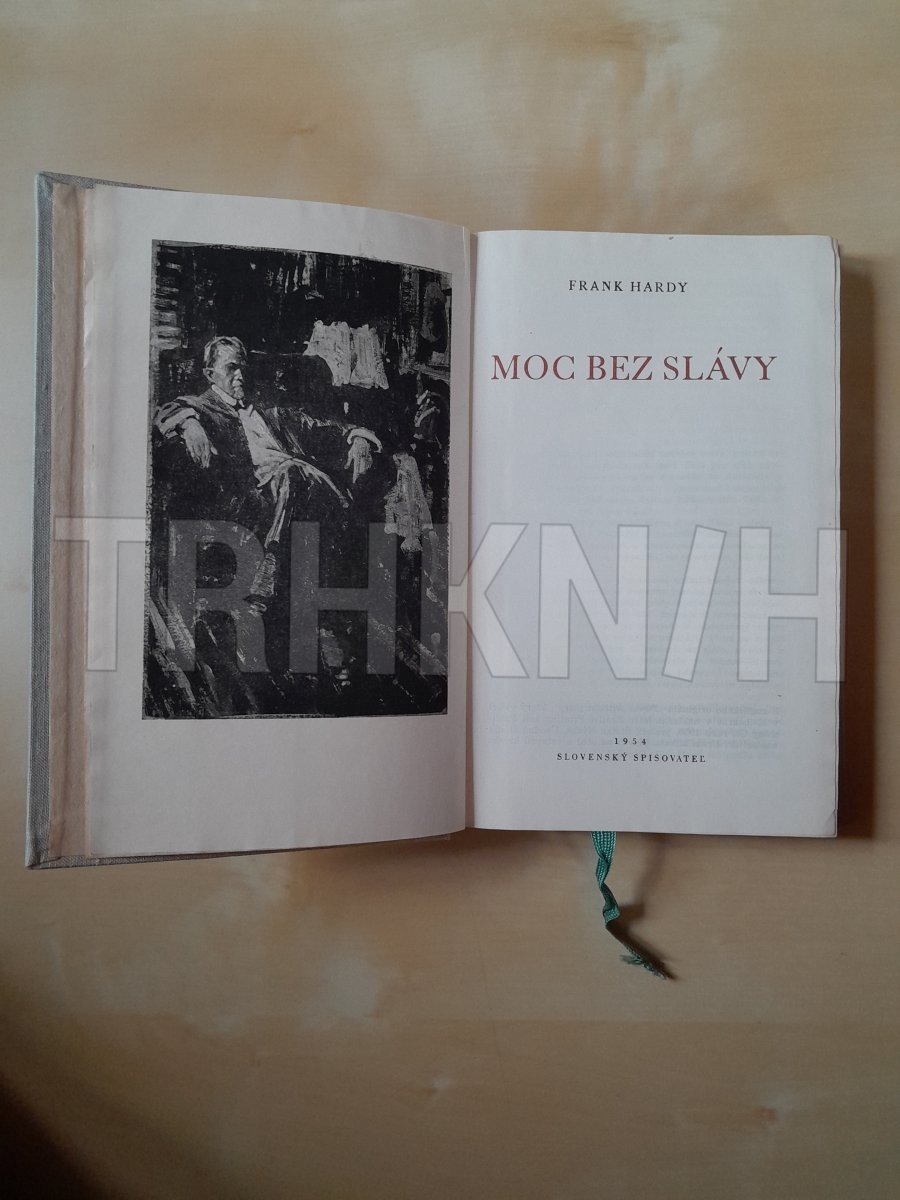 FRANK HARDY
MOC BEZ SLÁVY
TRHKNIH
1954
SLOVENSKÝ SPISOVATEĽ